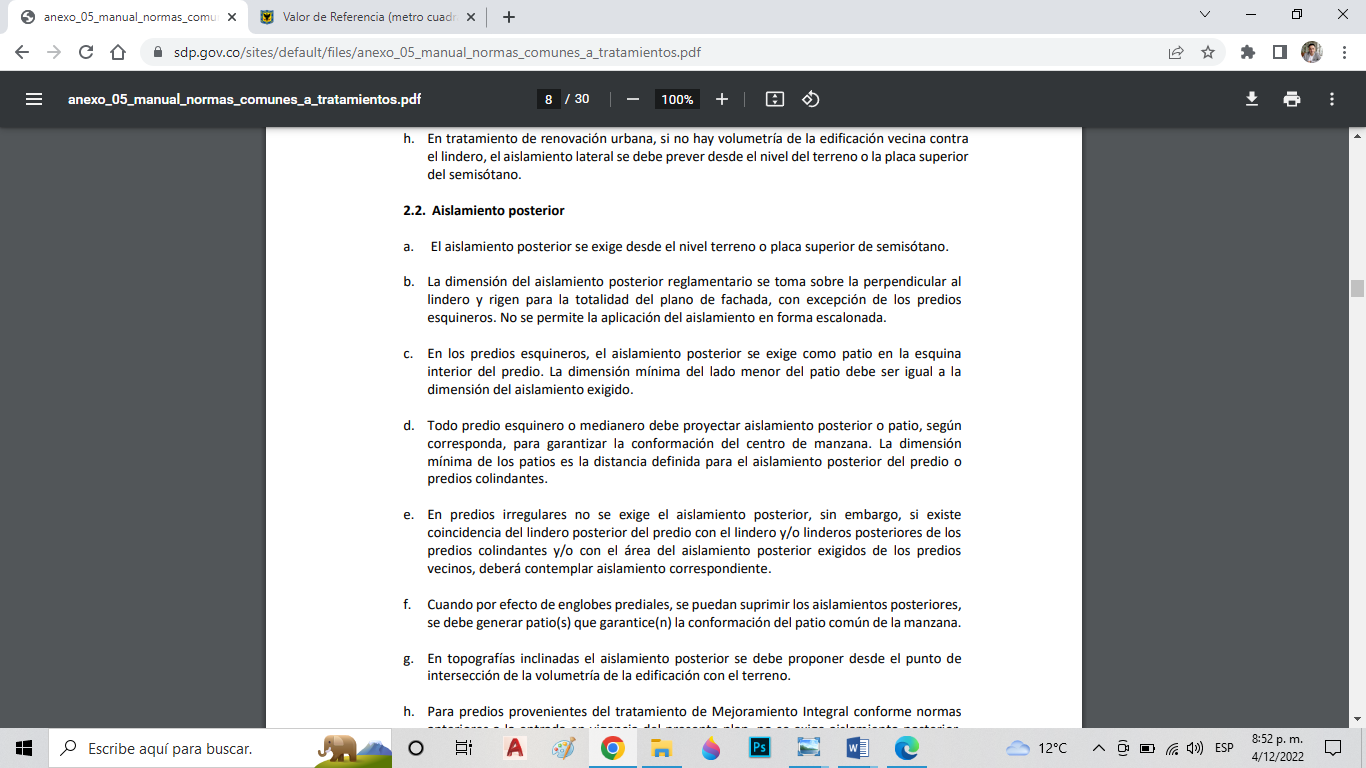 anexo_05_manual_normas_comu
Valor de Referencia (metro cuadr
sdp.gov.co/sites/default/files/anexo_05_manual_normas_comunes_a_tratamientos.pdf
anexo_05_manual_normas_comunes_a_tratamientos.pdf
8 / 30
100%
h. En tratamiento de renovación urbana, si no hay volumetría de la edificación vecina contra
el lindero, el aislamiento lateral se debe prever desde el nivel del terreno o la placa superior
del semisótano.
2.2. Aislamiento posterior
a. El aislamiento posterior se exige desde el nivel terreno o placa superior de semisótano.
b. La dimensión del aislamiento posterior reglamentario se toma sobre la perpendicular al
lindero y rigen para la totalidad del plano de fachada, con excepción de los predios
esquineros. No se permite la aplicación del aislamiento en forma escalonada.
c. En los predios esquineros, el aislamiento posterior se exige como patio en la esquina
interior del predio. La dimensión mínima del lado menor del patio debe ser igual a la
dimensión del aislamiento exigido.
d. Todo predio esquinero o medianero debe proyectar aislamiento posterior o patio, según
corresponda, para garantizar la conformación del centro de manzana. La dimensión
mínima de los patios es la distancia definida para el aislamiento posterior del predio o
predios colindantes.
e. En predios irregulares no se exige el aislamiento posterior, sin embargo, si existe
coincidencia del lindero posterior del predio con el lindero y/o linderos posteriores de los
predios colindantes y/o con el área del aislamiento posterior exigidos de los predios
vecinos, deberá contemplar aislamiento correspondiente.
f. Cuando por efecto de englobes prediales, se puedan suprimir los aislamientos posteriores,
se debe generar patio(s) que garantice(n) la conformación del patio común de la manzana.
g. En topografías inclinadas el aislamiento posterior se debe proponer desde el punto de
intersección de la volumetría de la edificación con el terreno.
h. Para predios provenientes del tratamiento de Mejoramiento Integral conforme normas
Escribe aquí para buscar.
A
Ps
W
12°C
ESP
8:52 p. m.
4/12/2022